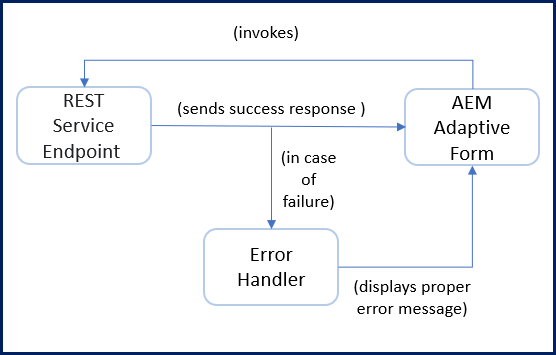 (invokes)
REST
Service
Endpoint
(sends success response )
AEM
Adaptive
Form
(in case
of
failure)
Error
Handler
(displays proper
error message)